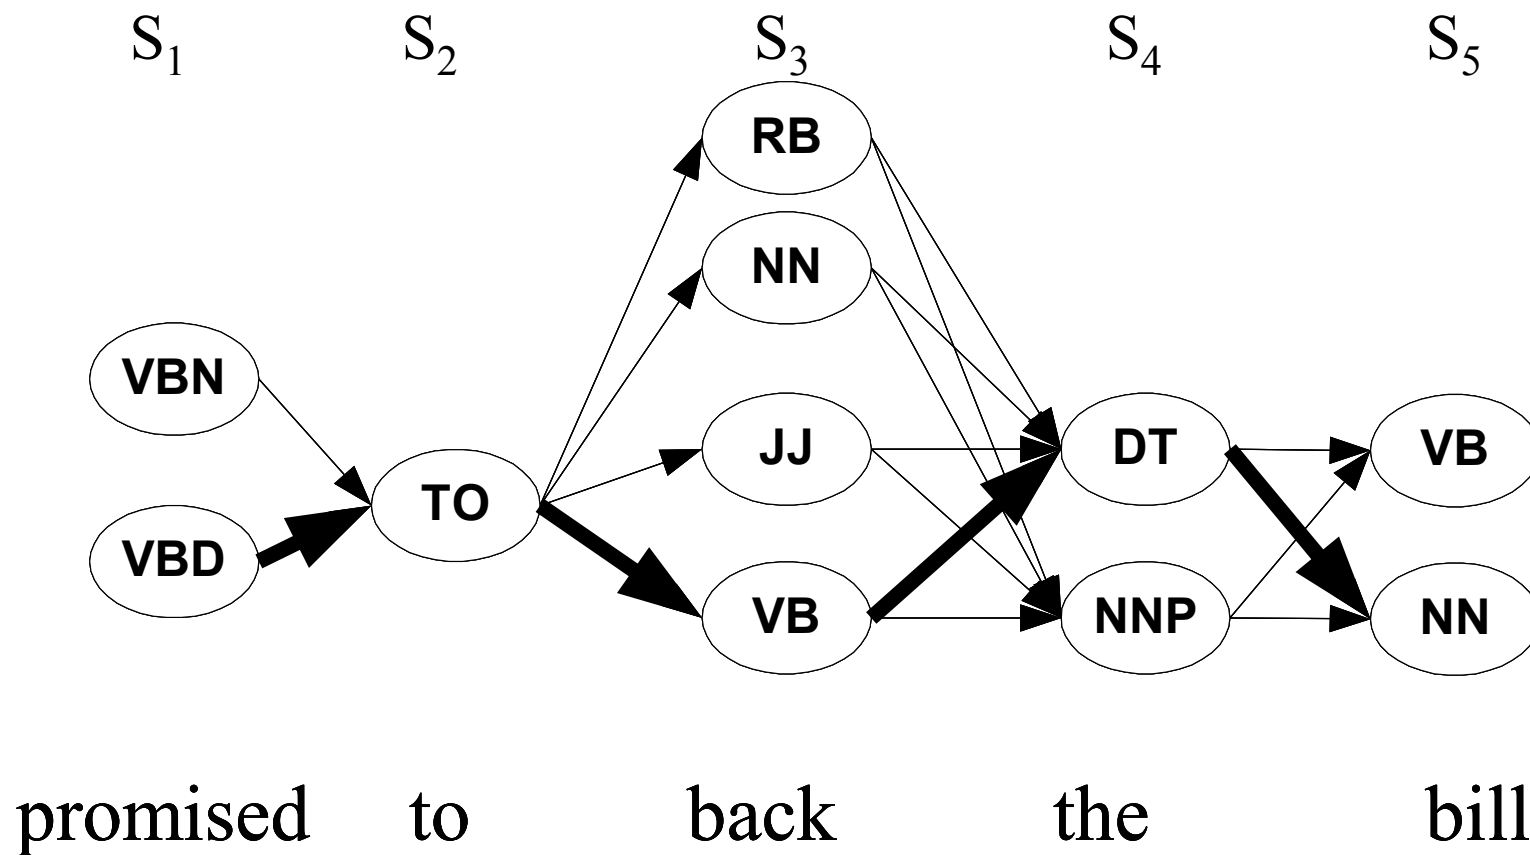 S₁ S₂ S₃ S₄ S₅
RB
NN
VBN
JJ DT VB
TO
VBD
VB NNP NN
promised to back the bill